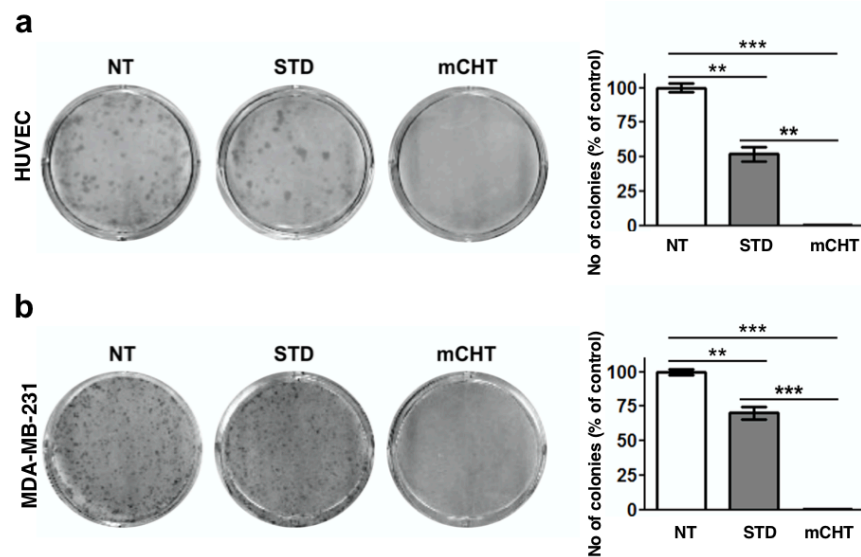 a
NT STD mCHT
HUVEC
No of colonies (% of control)
***
**
**
100
75
50
25
0
NT STD mCHT
b
NT STD mCHT
MDA-MB-231
No of colonies (% of control)
***
**
***
100
75
50
25
0
NT STD mCHT